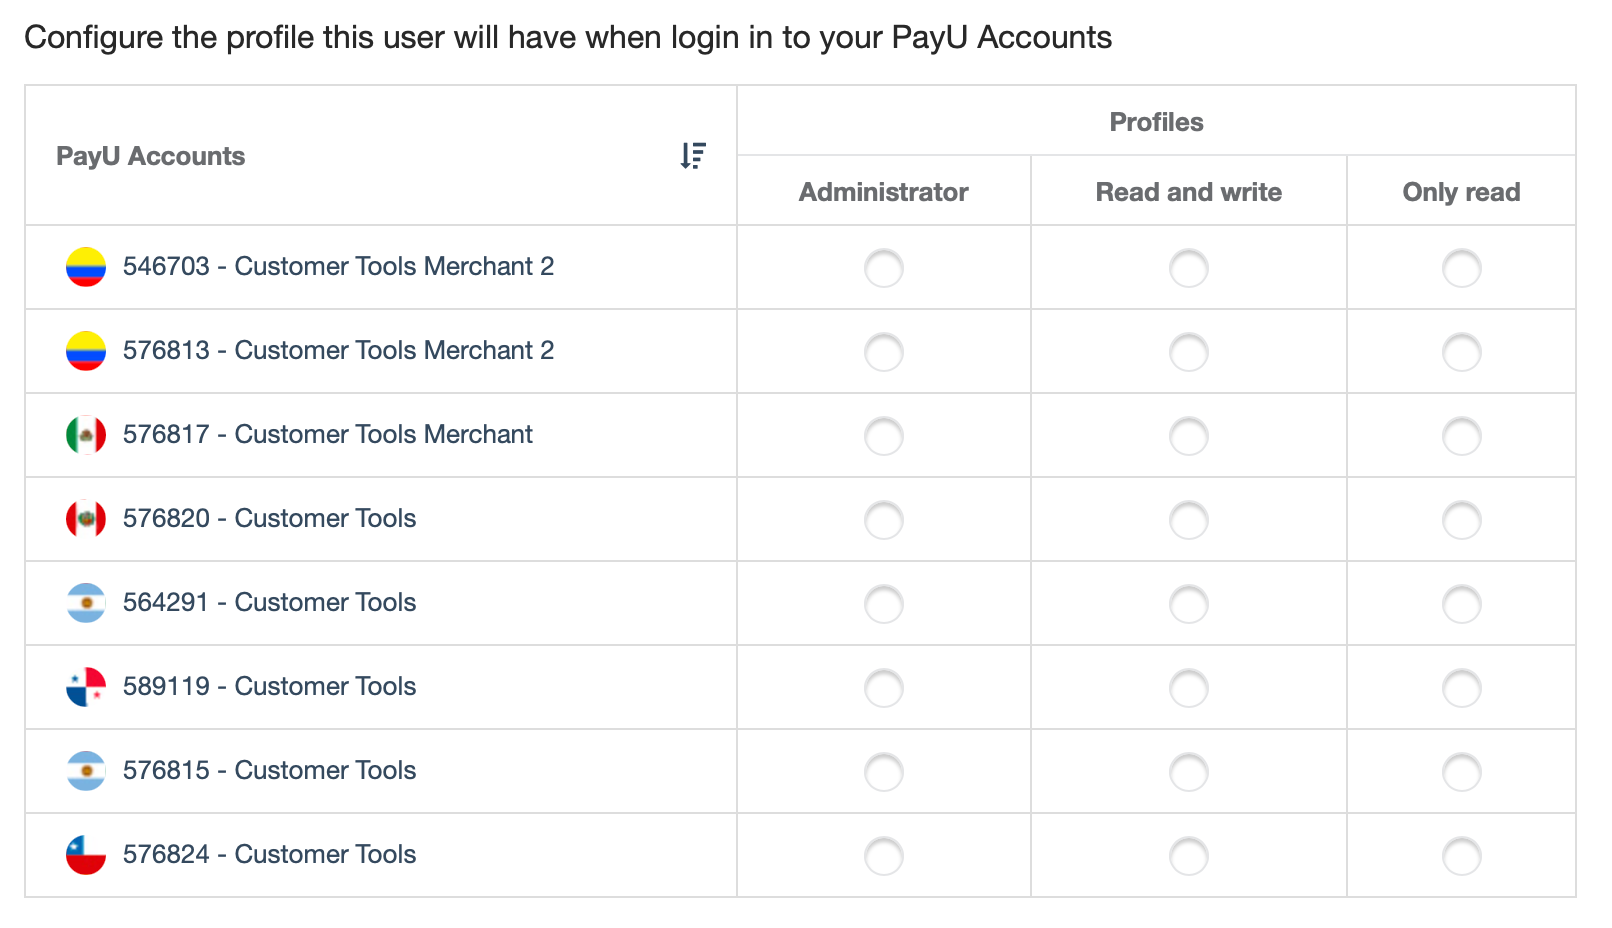 Configure the profile this user will have when login in to your PayU Accounts
PayU Accounts
Profiles
Administrator
Read and write
Only read
546703 - Customer Tools Merchant 2
576813 - Customer Tools Merchant 2
576817 - Customer Tools Merchant
576820 - Customer Tools
564291 - Customer Tools
589119 - Customer Tools
576815 - Customer Tools
576824 - Customer Tools